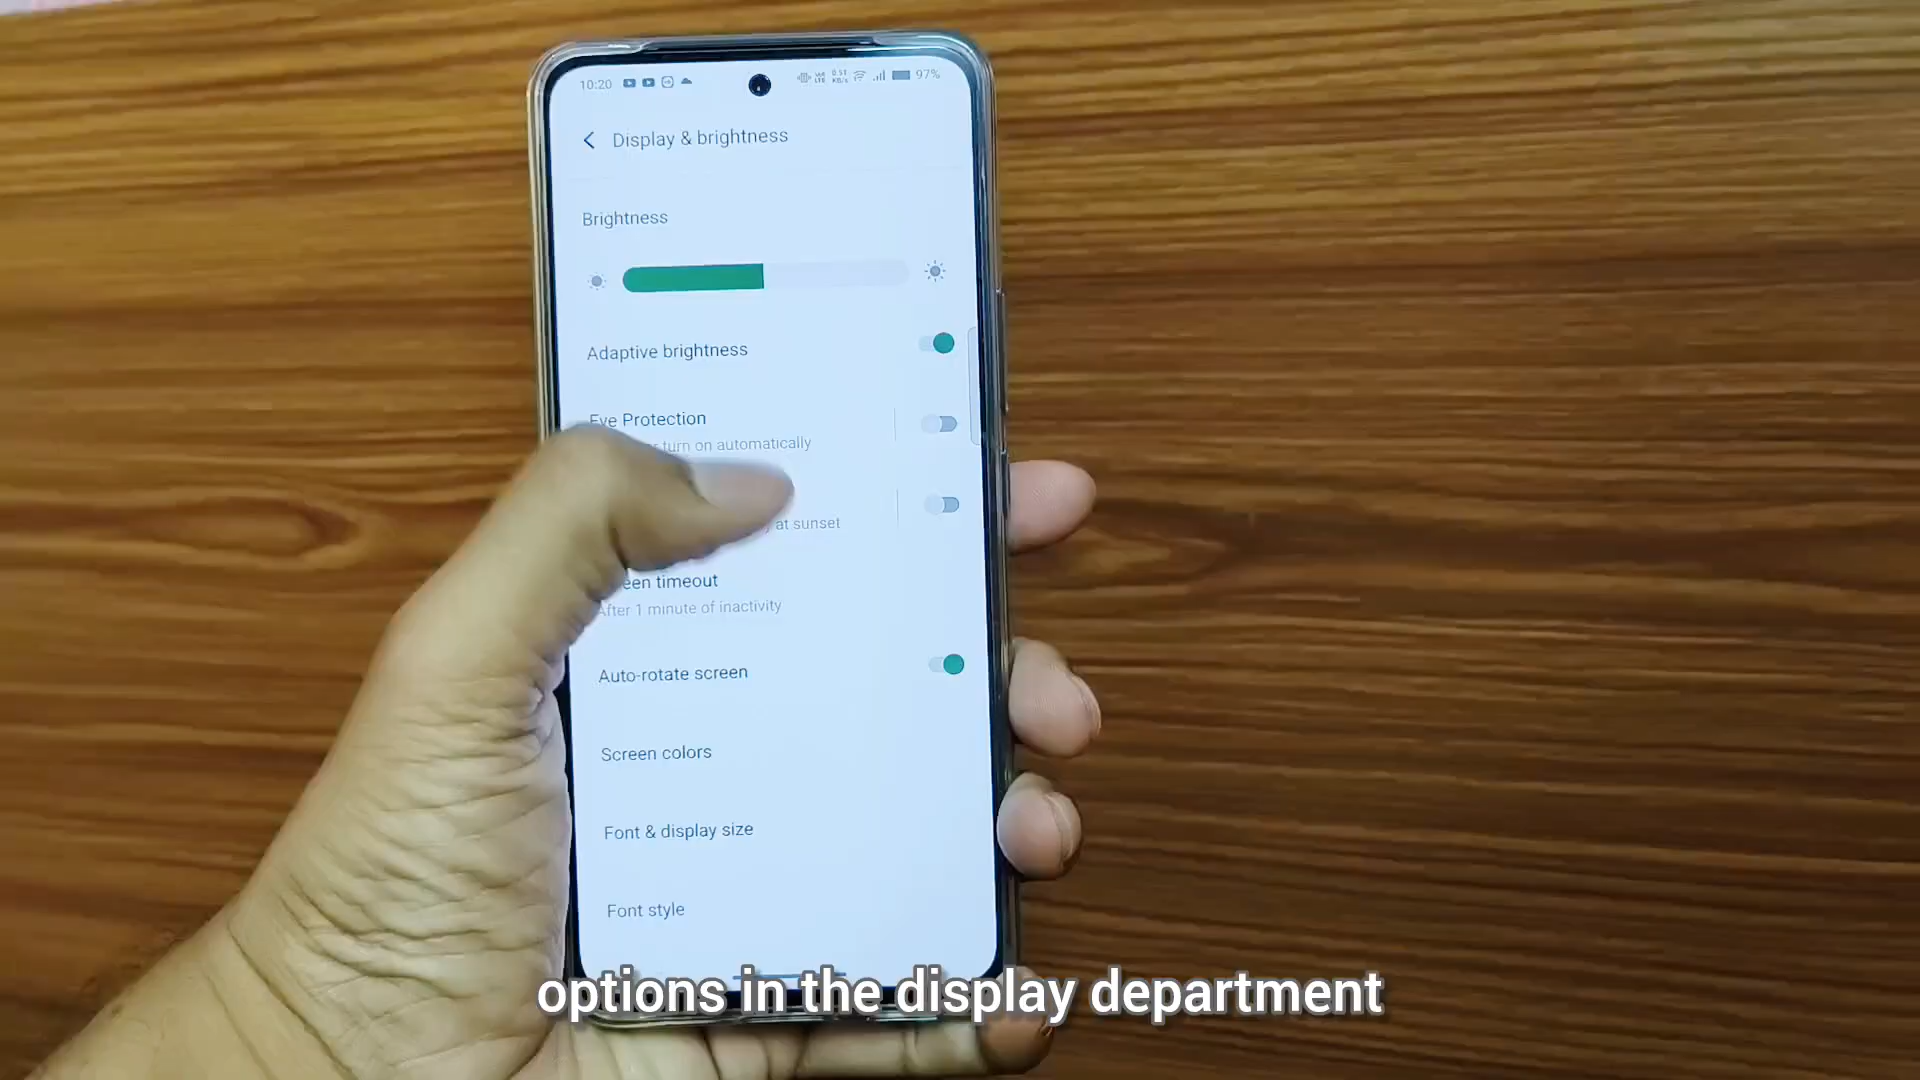 10:20
97%
Display & brightness
Brightness
Adaptive brightness
Eye Protection
turn on automatically
at sunset
een timeout
After 1 minute of inactivity
Auto-rotate screen
Screen colors
Font & display size
Font style
options in the display department